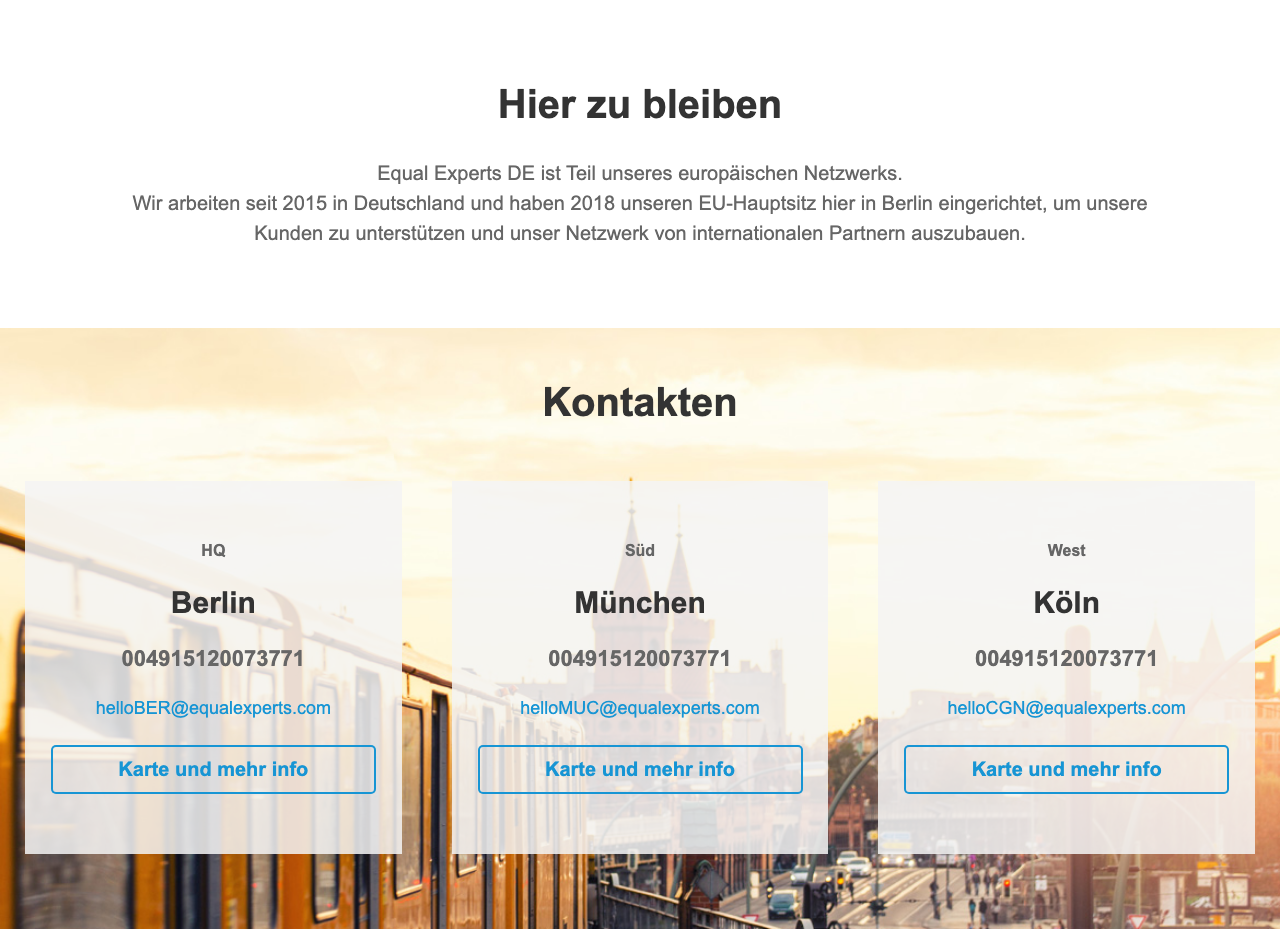 Hier zu bleiben
Equal Experts DE ist Teil unseres europäischen Netzwerks.
Wir arbeiten seit 2015 in Deutschland und haben 2018 unseren EU-Hauptsitz hier in Berlin eingerichtet, um unsere
Kunden zu unterstützen und unser Netzwerk von internationalen Partnern auszubauen.
Kontakten
HQ
Berlin
004915120073771
helloBER@equalexperts.com
Karte und mehr info
Süd
München
004915120073771
helloMUC@equalexperts.com
Karte und mehr info
West
Köln
004915120073771
helloCGN@equalexperts.com
Karte und mehr info